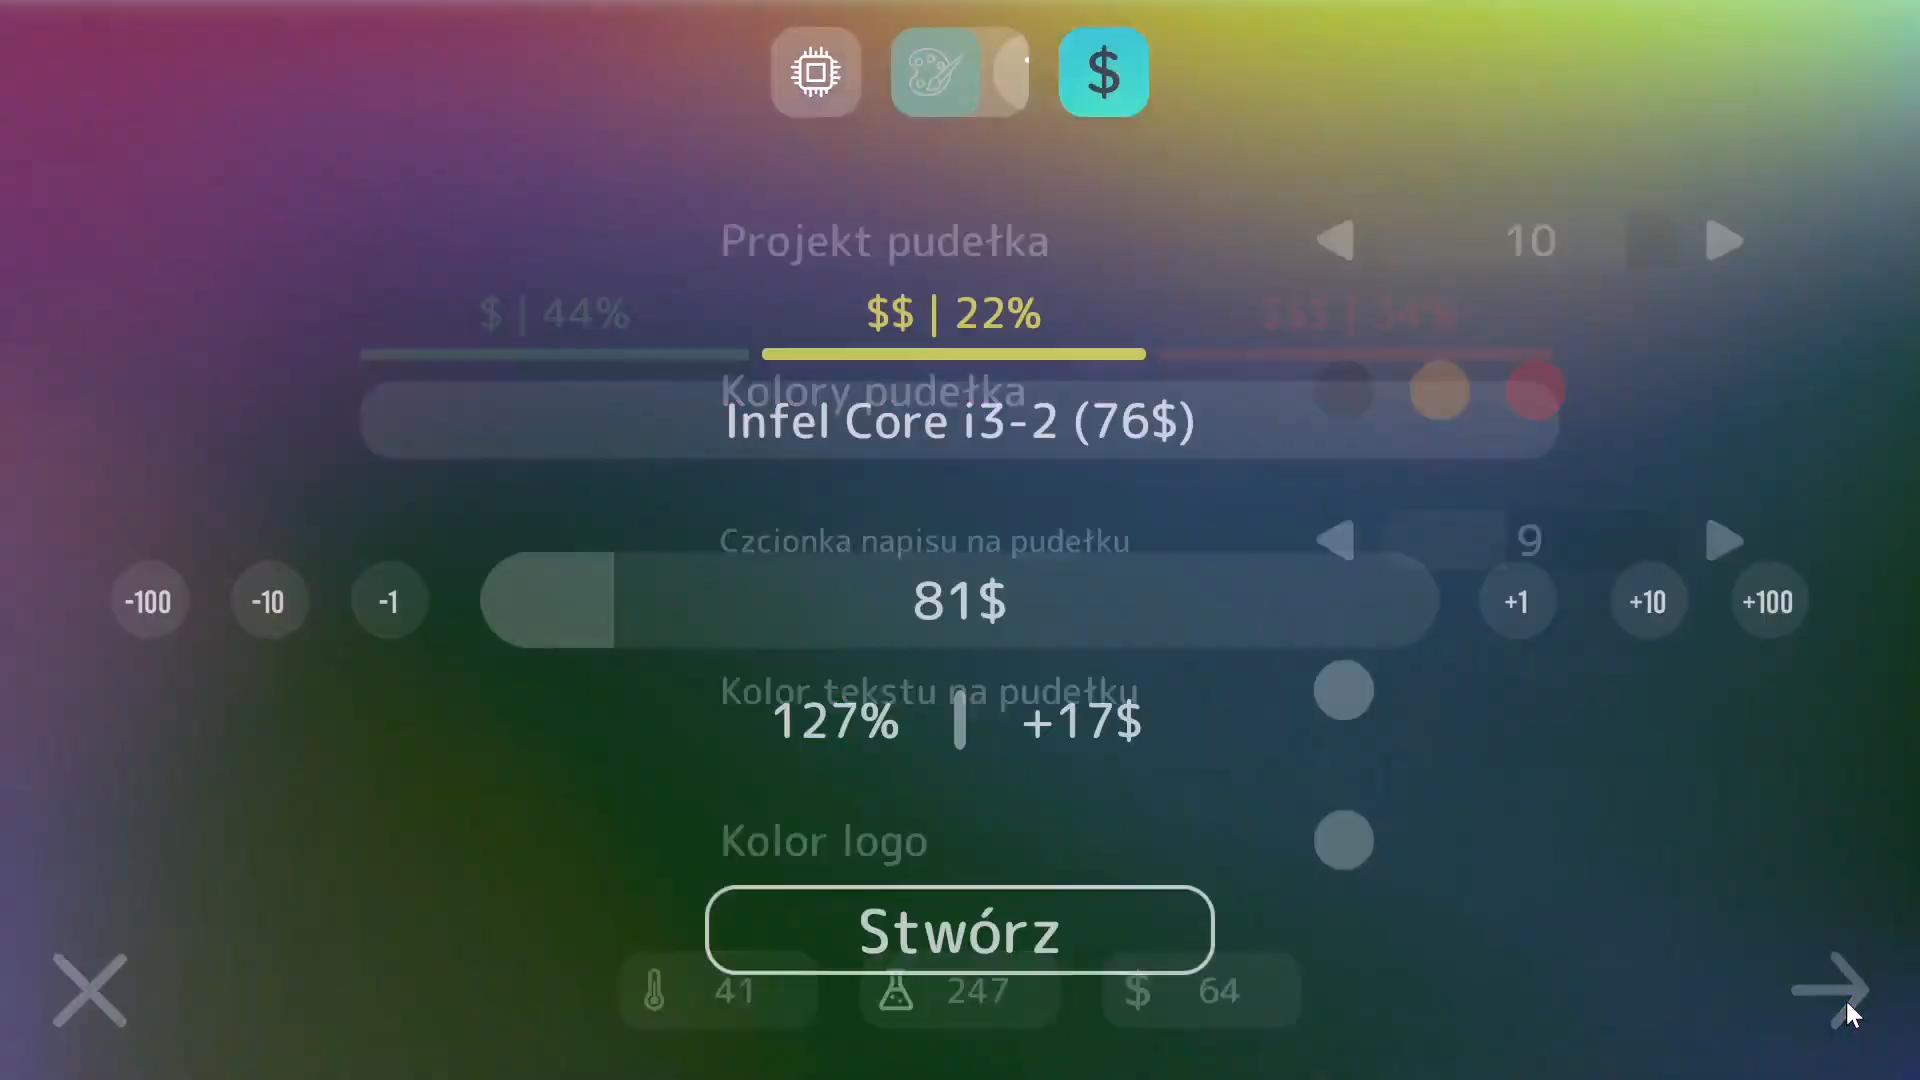 $
Projekt pudełka
10
$ | 44%
$$ | 22%
$$$ | 34%
Kolory pudełka
Infel Core i3-2 (76$)
Czcionka napisu na pudełku
9
-100
-10
-1
81$
+1
+10
+100
Kolor tekstu na pudełku
127%
+17$
Kolor logo
Stwórz
41
247
$ 64